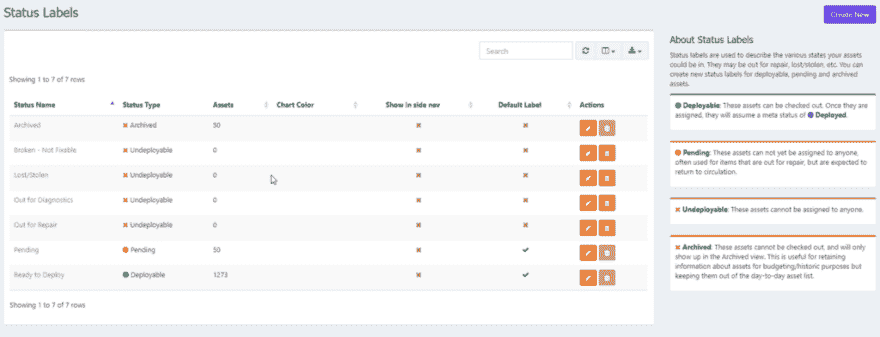 Status Labels
Create New
Search
Showing 1 to 7 of 7 rows
Status Name Status Type Assets Chart Color Show in side nav Default Label Actions
Archived Archived 50
Broken - Not Fixable Undeployable 0
Lost/Stolen Undeployable 0
Out for Diagnostics Undeployable 0
Out for Repair Undeployable 0
Pending Pending 50
Ready to Deploy Deployable 1273
Showing 1 to 7 of 7 rows
About Status Labels
Status labels are used to describe the various states your assets
could be in. They may be out for repair, lost/stolen, etc. You can
create new status labels for deployable, pending and archived
assets.
Deployable: These assets can be checked out. Once they are
assigned, they will assume a meta status of Deployed.
Pending: These assets can not yet be assigned to anyone,
often used for items that are out for repair, but are expected to
return to circulation.
Undeployable: These assets cannot be assigned to anyone.
Archived: These assets cannot be checked out, and will only
show up in the Archived view. This is useful for retaining
information about assets for budgeting/historic purposes but
keeping them out of the day-to-day asset list.